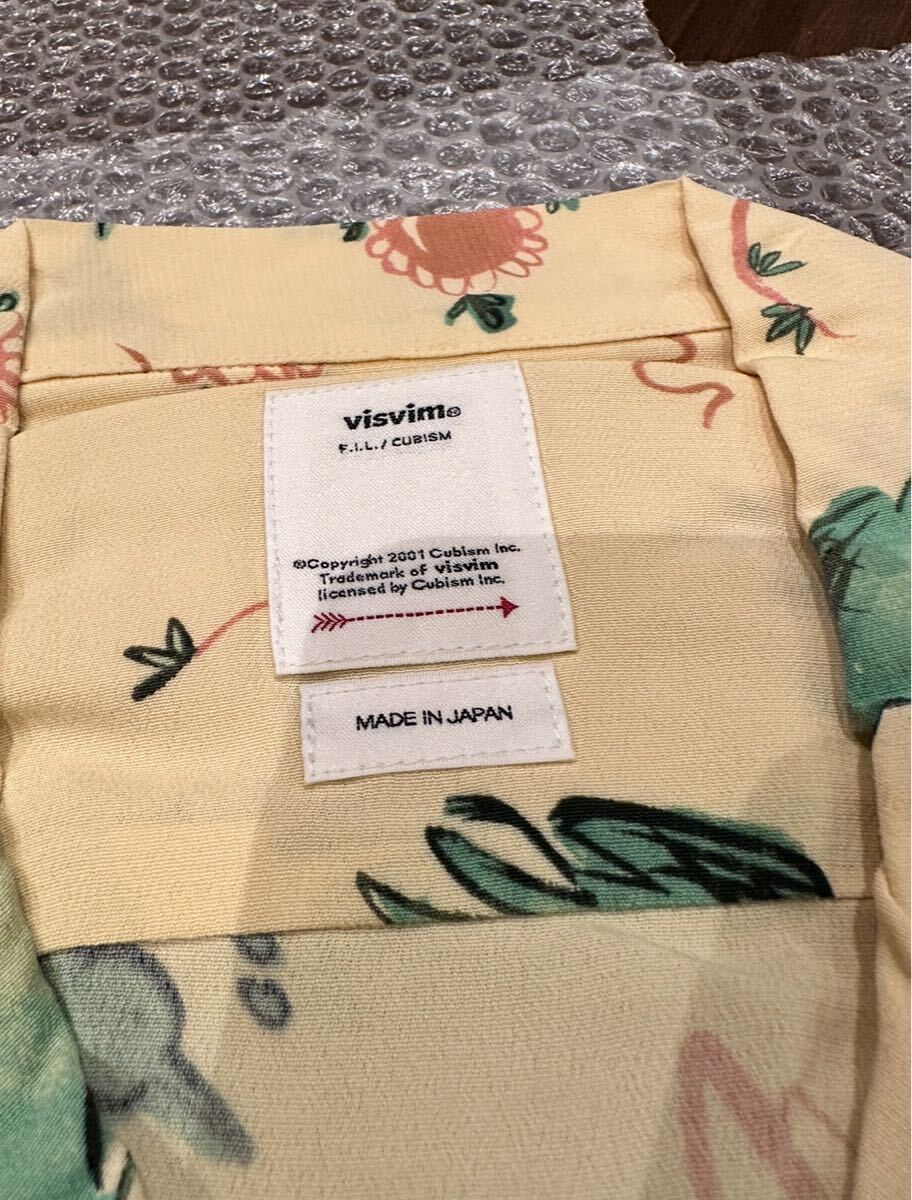 visvim®
F.I.L./ CUBISM
©Copyright 2001 Cubism Inc.
Trademark of visvim
licensed by Cubism Inc.
MADE IN JAPAN